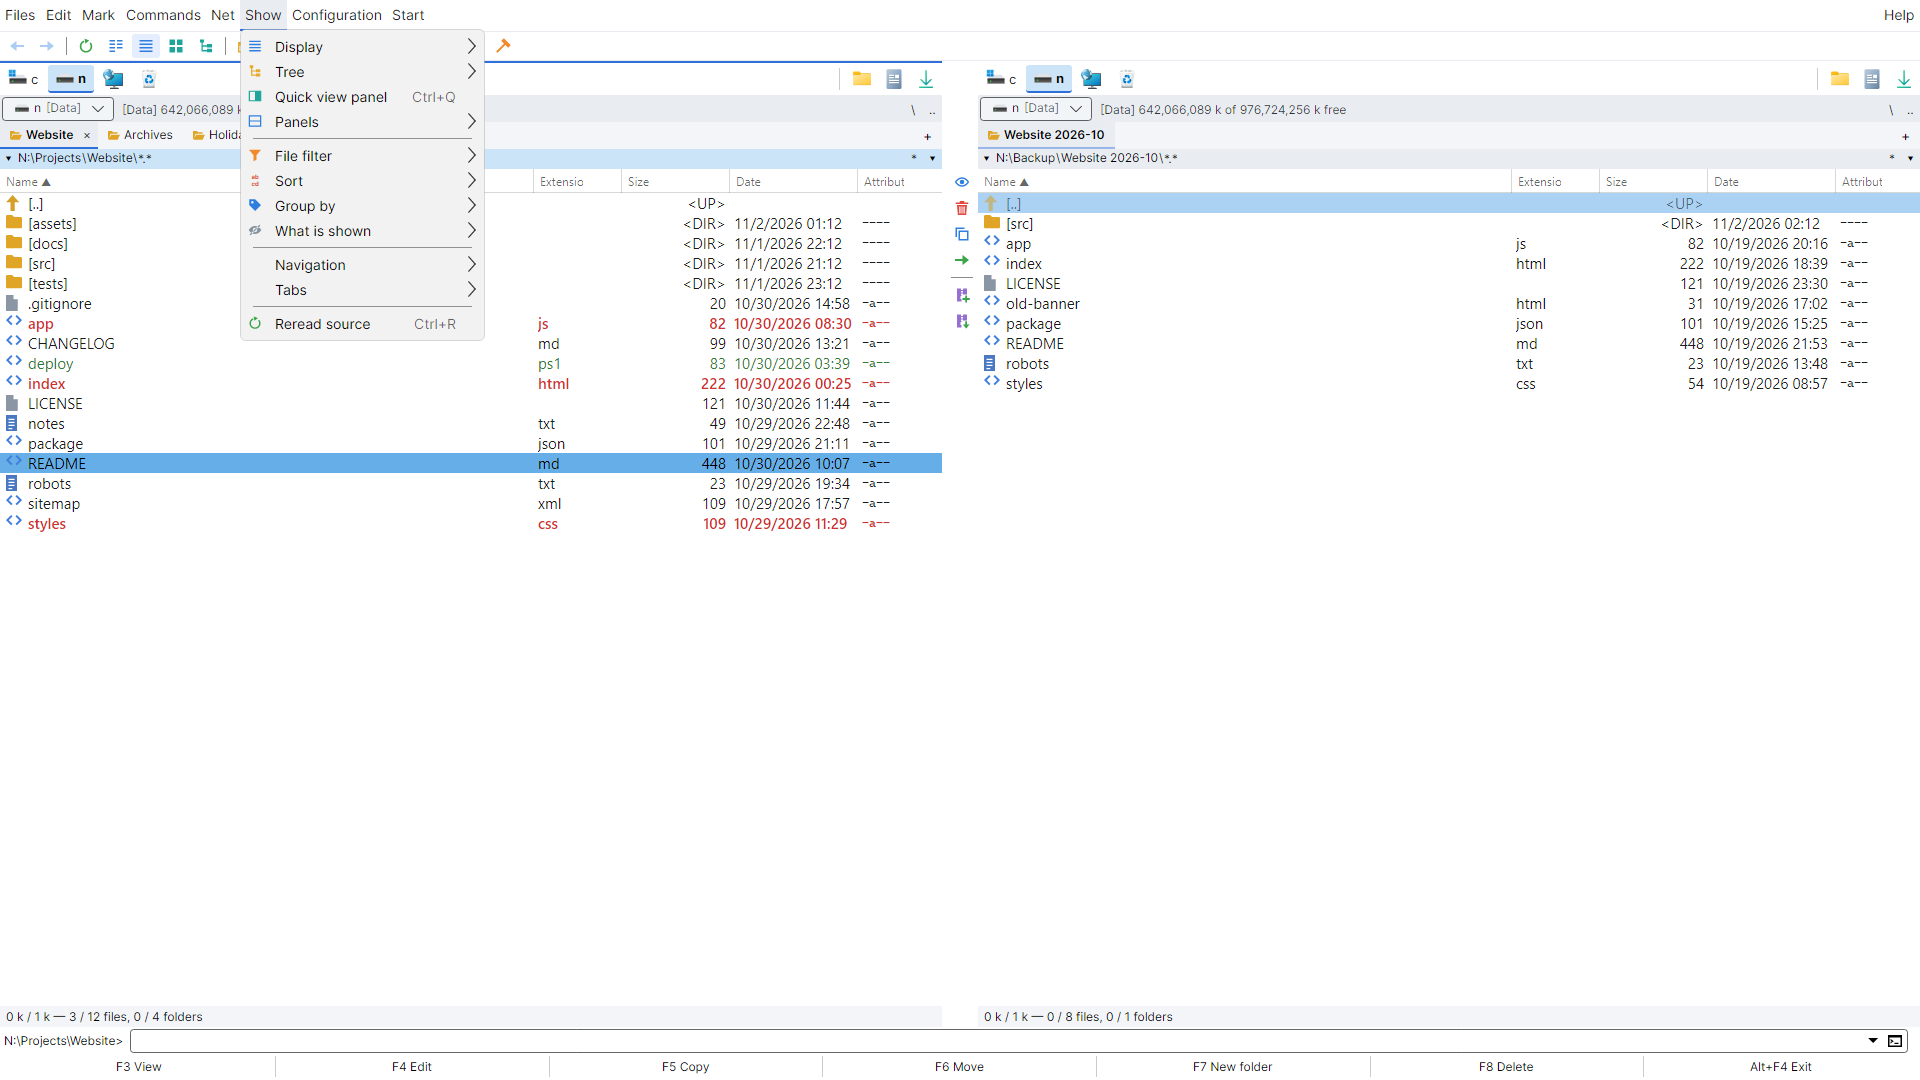 Files Edit Mark Commands Net Show Configuration Start Help
c n
n [Data] [Data] 642,066,089 k \ ..
Website × Archives Holida +
N:\Projects\Website\*.* * 
Name Extensio Size Date Attribut
[..] <UP>
[assets] <DIR> 11/2/2026 01:12 ----
[docs] <DIR> 11/1/2026 22:12 ----
[src] <DIR> 11/1/2026 21:12 ----
[tests] <DIR> 11/1/2026 23:12 ----
.gitignore 20 10/30/2026 14:58 -a--
app js 82 10/30/2026 08:30 -a--
CHANGELOG md 99 10/30/2026 13:21 -a--
deploy ps1 83 10/30/2026 03:39 -a--
index html 222 10/30/2026 00:25 -a--
LICENSE 121 10/30/2026 11:44 -a--
notes txt 49 10/29/2026 22:48 -a--
package json 101 10/29/2026 21:11 -a--
README md 448 10/30/2026 10:07 -a--
robots txt 23 10/29/2026 19:34 -a--
sitemap xml 109 10/29/2026 17:57 -a--
styles css 109 10/29/2026 11:29 -a--
0 k / 1 k — 3 / 12 files, 0 / 4 folders
Display
Tree
Quick view panel Ctrl+Q
Panels
File filter
Sort
Group by
What is shown
Navigation
Tabs
Reread source Ctrl+R
c n
n [Data] [Data] 642,066,089 k of 976,724,256 k free \ ..
Website 2026-10 +
N:\Backup\Website 2026-10\*.* *
Name Extensio Size Date Attribut
[..] <UP>
[src] <DIR> 11/2/2026 02:12 ----
app js 82 10/19/2026 20:16 -a--
index html 222 10/19/2026 18:39 -a--
LICENSE 121 10/19/2026 23:30 -a--
old-banner html 31 10/19/2026 17:02 -a--
package json 101 10/19/2026 15:25 -a--
README md 448 10/19/2026 21:53 -a--
robots txt 23 10/19/2026 13:48 -a--
styles css 54 10/19/2026 08:57 -a--
0 k / 1 k — 0 / 8 files, 0 / 1 folders
N:\Projects\Website>
F3 View F4 Edit F5 Copy F6 Move F7 New folder F8 Delete Alt+F4 Exit